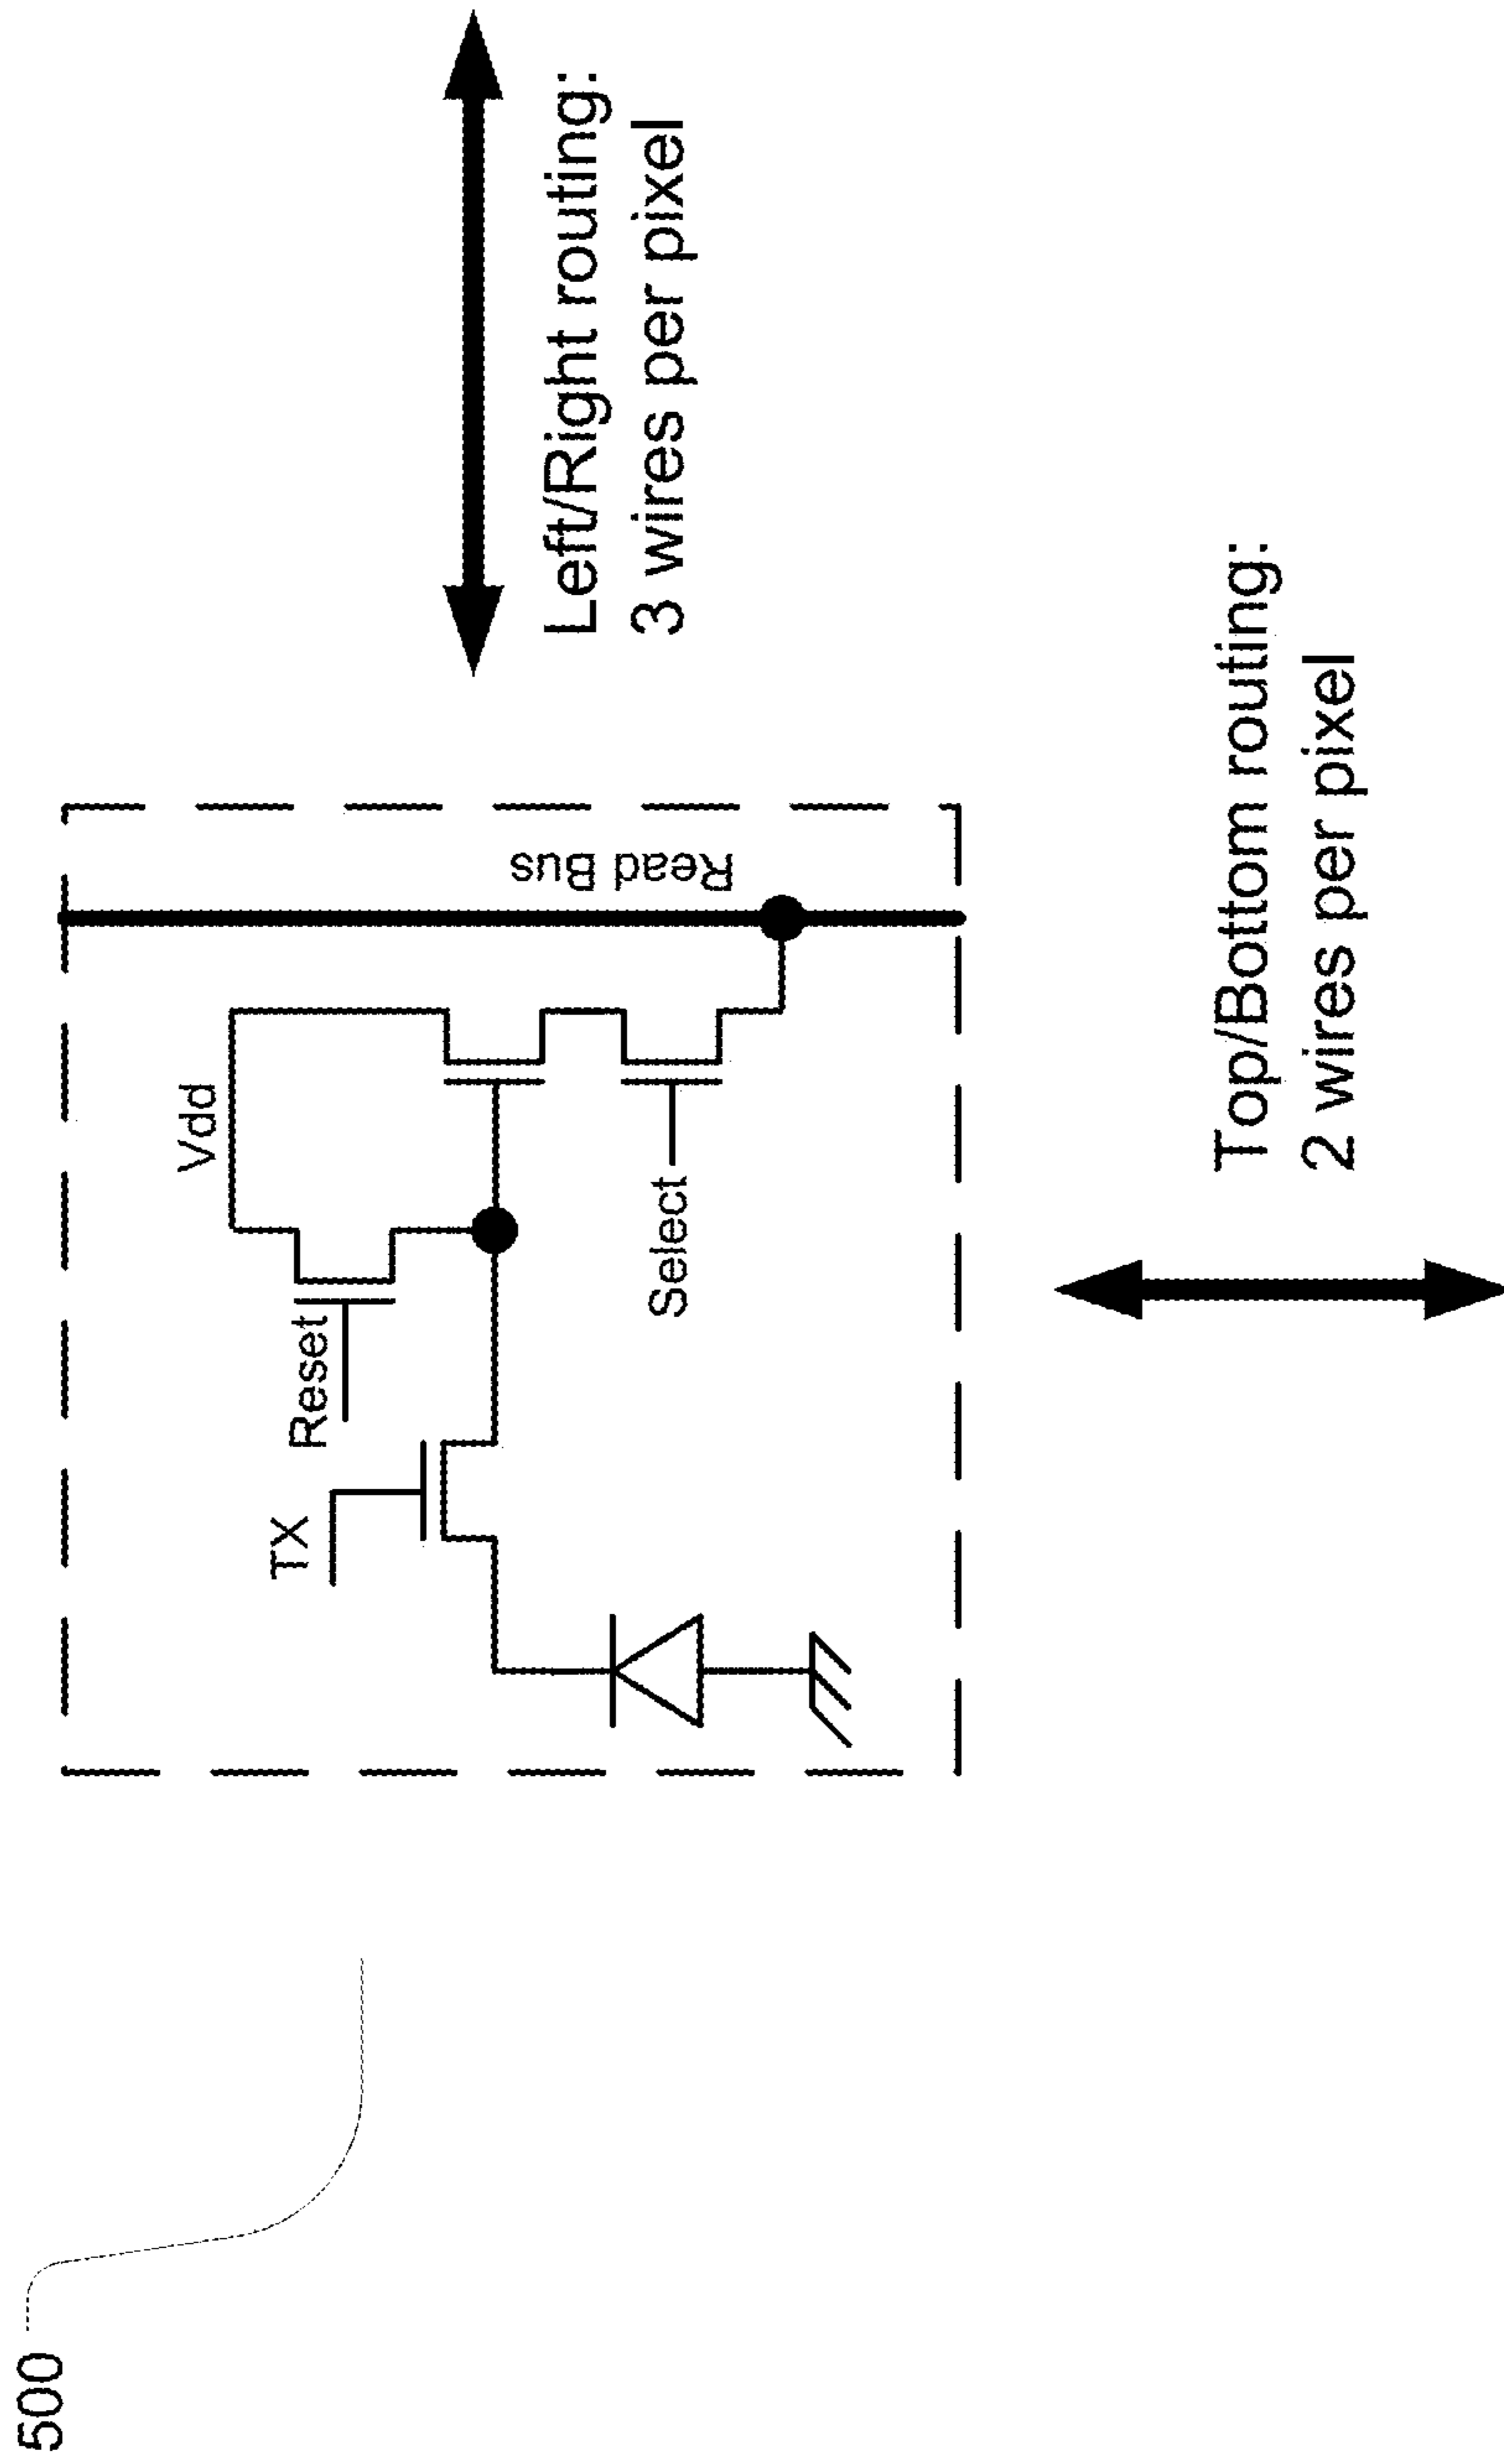 500
TX
Reset
Vdd
Select
Read Bus
Left/Right routing:
3 wires per pixel
Top/Bottom routing:
2 wires per pixel